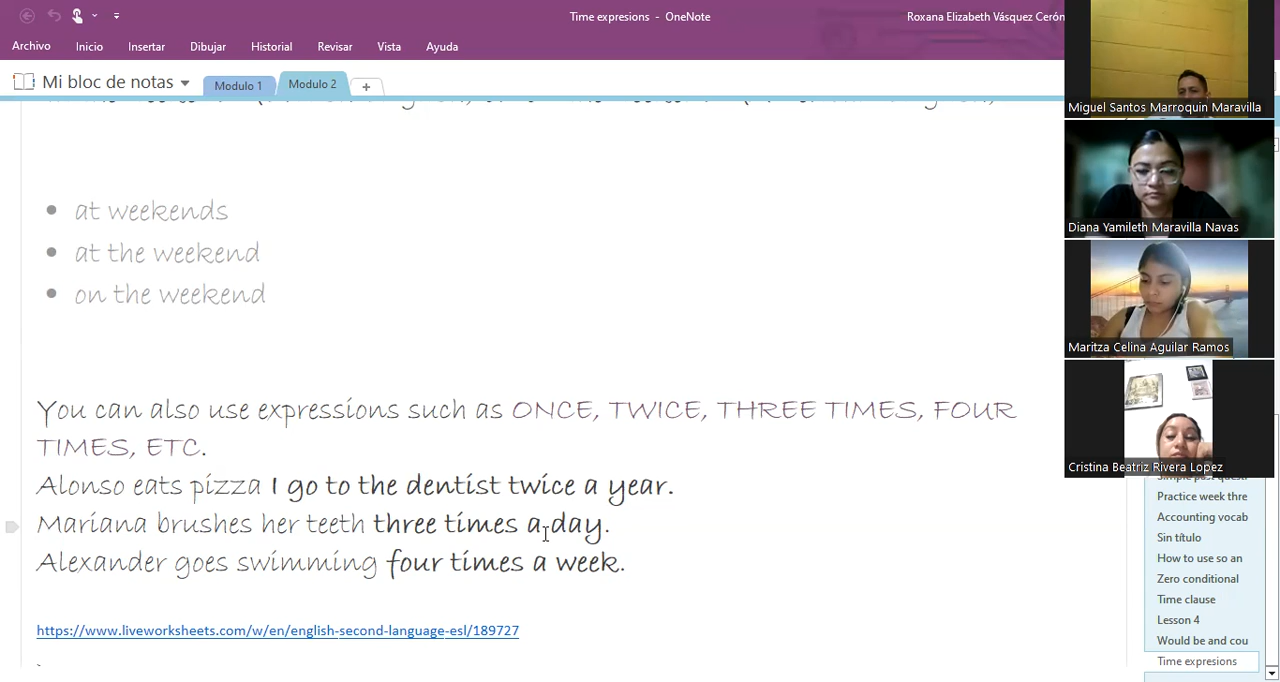 Time expresions - OneNote
Roxana Elizabeth Vásquez Cerón
Archivo Inicio Insertar Dibujar Historial Revisar Vista Ayuda
Mi bloc de notas Modulo 1 Modulo 2
at weekends
at the weekend
on the weekend
You can also use expressions such as ONCE, TWICE, THREE TIMES, FOUR
TIMES, ETC.
Alonso eats pizza I go to the dentist twice a year.
Mariana brushes her teeth three times a day.
Alexander goes swimming four times a week.
https://www.liveworksheets.com/w/en/english-second-language-esl/189727
Miguel Santos Marroquin Maravilla
Diana Yamileth Maravilla Navas
Maritza Celina Aguilar Ramos
Cristina Beatriz Rivera Lopez
Simple past questi
Practice week thre
Accounting vocab
Sin título
How to use so an
Zero conditional
Time clause
Lesson 4
Would be and cou
Time expresions